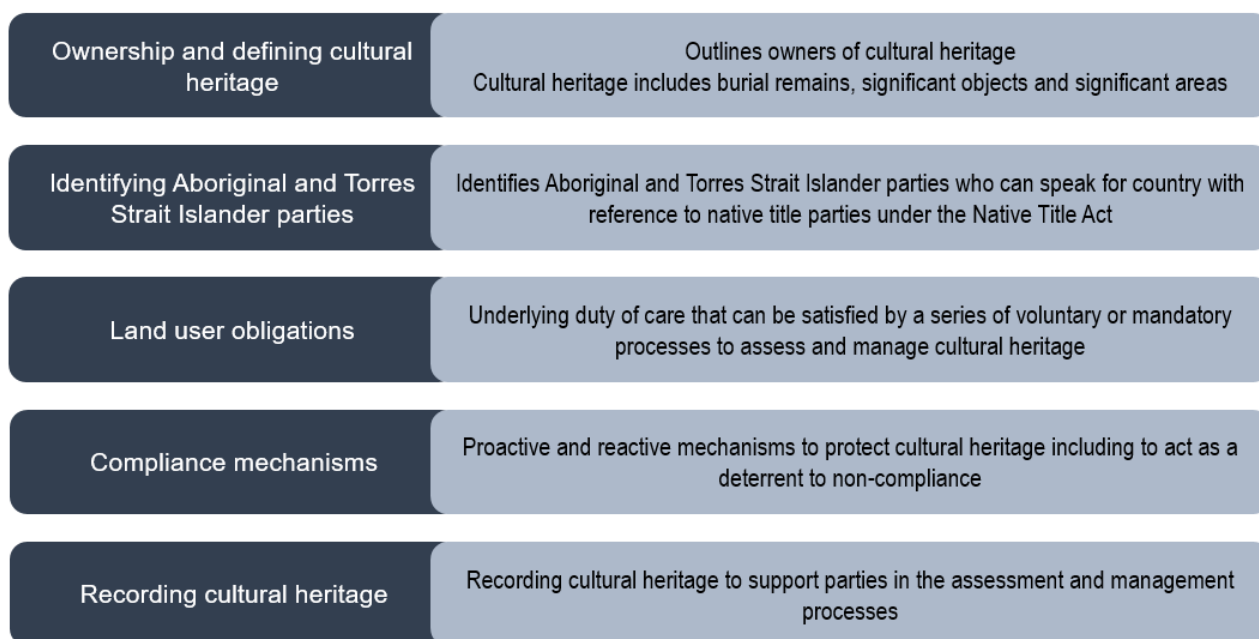 Ownership and defining cultural
heritage
Outlines owners of cultural heritage
Cultural heritage includes burial remains, significant objects and significant areas
Identifying Aboriginal and Torres
Strait Islander parties
Identifies Aboriginal and Torres Strait Islander parties who can speak for country with
reference to native title parties under the Native Title Act
Land user obligations
Underlying duty of care that can be satisfied by a series of voluntary or mandatory
processes to assess and manage cultural heritage
Compliance mechanisms
Proactive and reactive mechanisms to protect cultural heritage including to act as a
deterrent to non-compliance
Recording cultural heritage
Recording cultural heritage to support parties in the assessment and management
processes